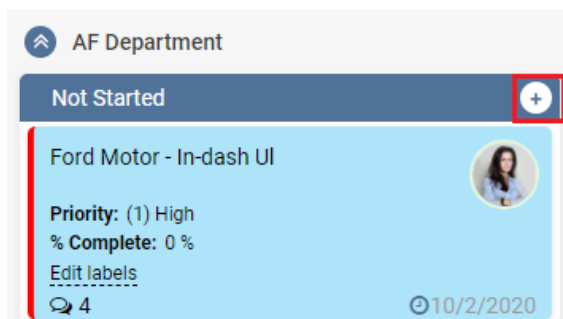 AF Department
Not Started
Ford Motor - In-dash UI
Priority: (1) High
% Complete: 0 %
Edit labels
4
10/2/2020